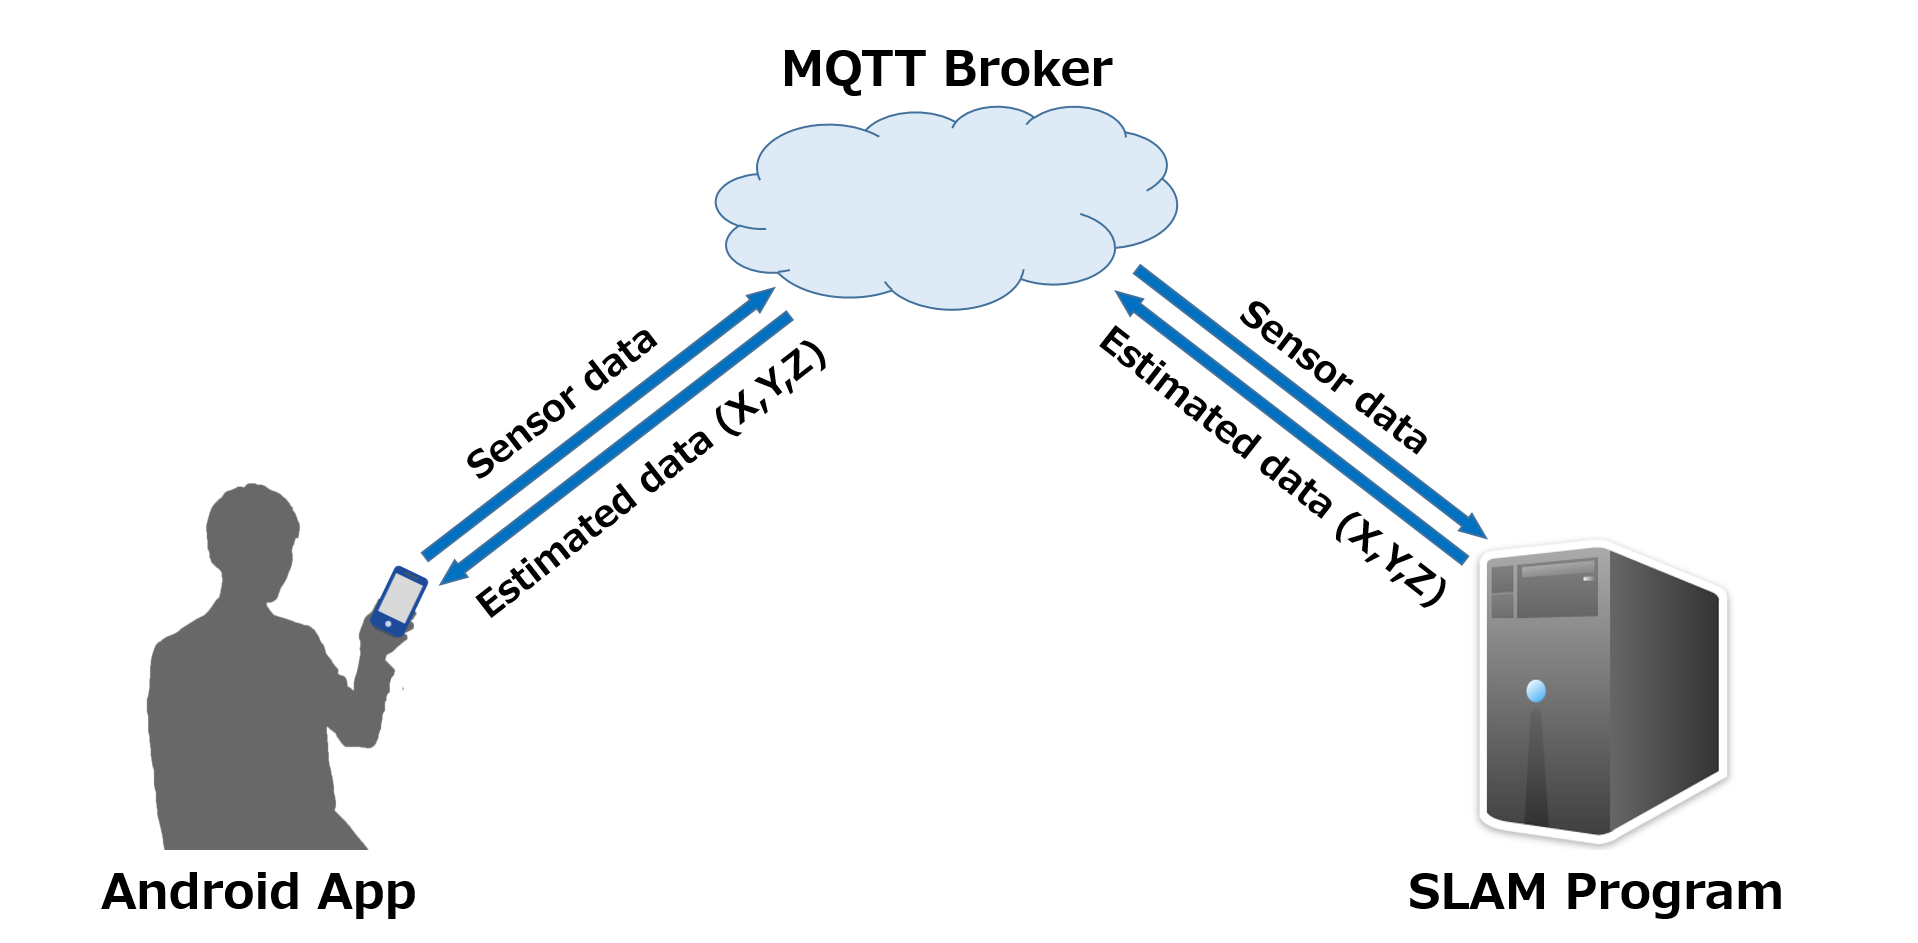 MQTT Broker
Sensor data
Estimated data (X,Y,Z)
Sensor data
Estimated data (X,Y,Z)
Android App
SLAM Program